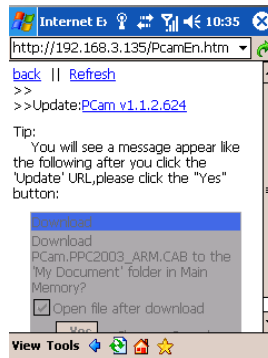 Internet E
10:35
http://192.168.3.135/PcamEn.htm
back || Refresh
>>
>>Update:PCam v1.1.2.624
Tip:
You will see a message appear like
the following after you click the
'Update' URL,please click the "Yes"
button:
Download
Download
PCam.PPC2003_ARM.CAB to the
'My Document' folder in Main
Memory?
Open file after download
Yes
View Tools